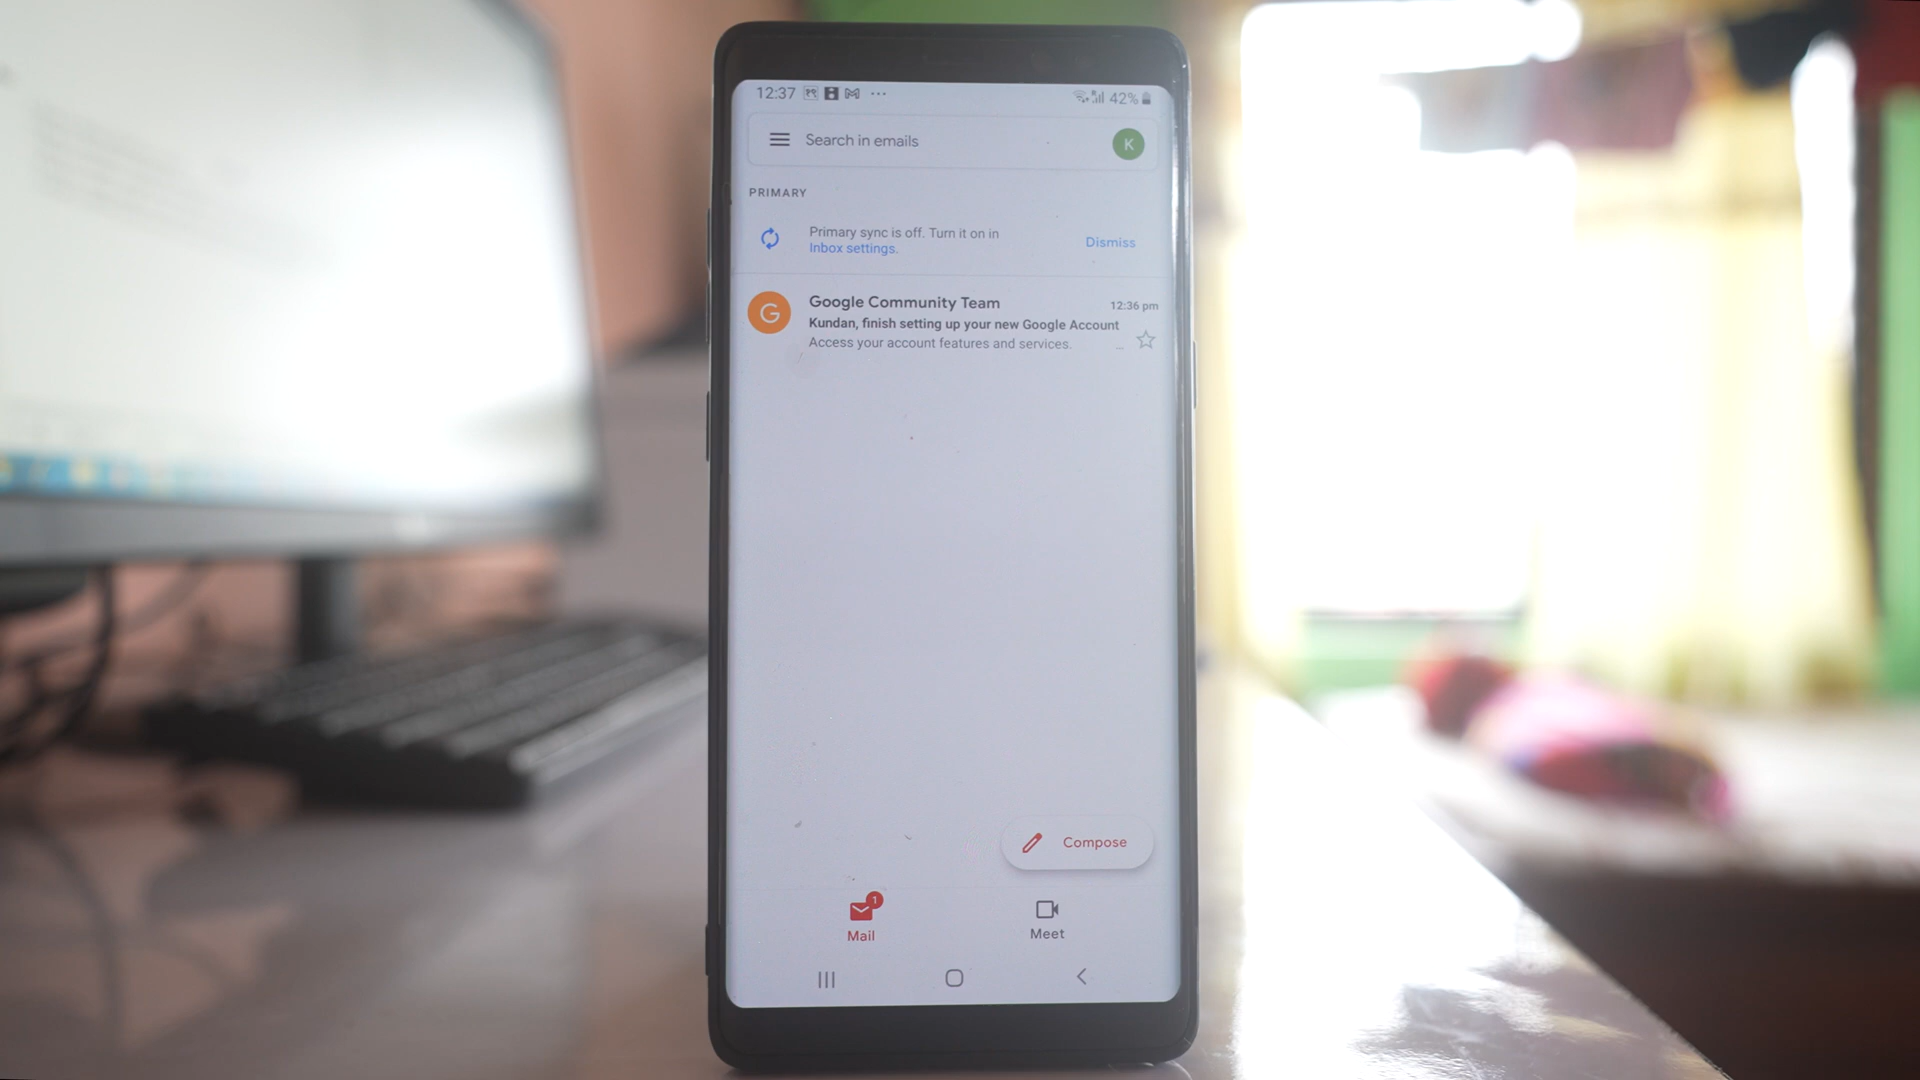 12:37 42%
Search in emails K
PRIMARY
Primary sync is off. Turn it on in
Inbox settings.
Dismiss
G
Google Community Team 12:36 pm
Kundan, finish setting up your new Google Account
Access your account features and services. ...
Compose
1
Mail
Meet